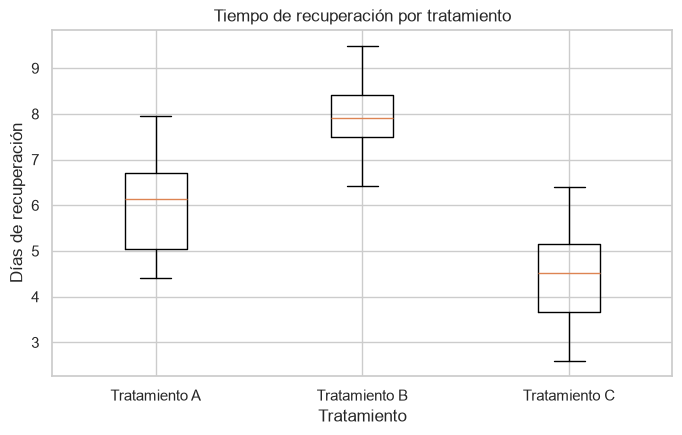 Tiempo de recuperación por tratamiento
Días de recuperación
9
8
7
6
5
4
3
Tratamiento A
Tratamiento B
Tratamiento C
Tratamiento